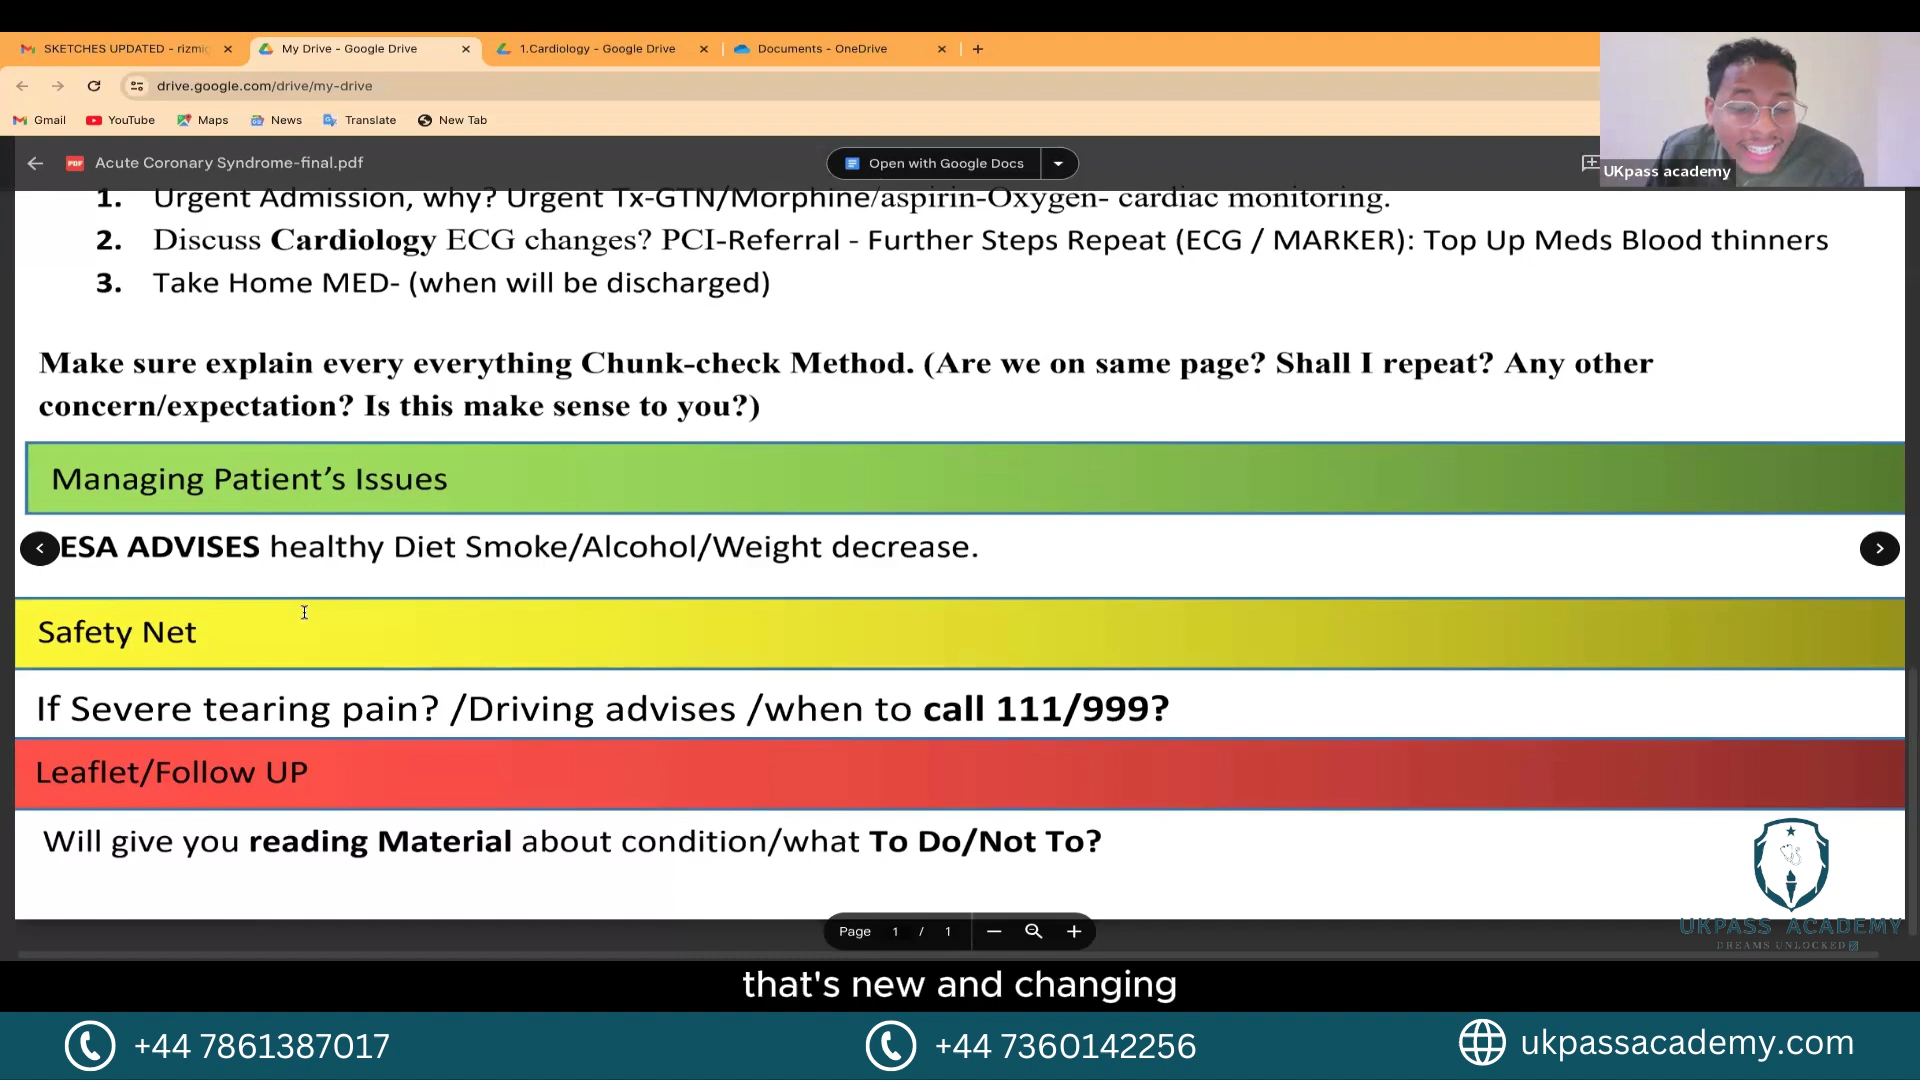 SKETCHES UPDATED - rizmi
My Drive - Google Drive
1.Cardiology - Google Drive
Documents - OneDrive
drive.google.com/drive/my-drive
Gmail
YouTube
Maps
News
Translate
New Tab
PDF
Acute Coronary Syndrome-final.pdf
Open with Google Docs
UKpass academy
1. Urgent Admission, why? Urgent Tx-GTN/Morphine/aspirin-Oxygen- cardiac monitoring.
2. Discuss Cardiology ECG changes? PCI-Referral - Further Steps Repeat (ECG / MARKER): Top Up Meds Blood thinners
3. Take Home MED- (when will be discharged)
Make sure explain every everything Chunk-check Method. (Are we on same page? Shall I repeat? Any other
concern/expectation? Is this make sense to you?)
Managing Patient's Issues
ESA ADVISES healthy Diet Smoke/Alcohol/Weight decrease.
Safety Net
If Severe tearing pain? /Driving advises /when to call 111/999?
Leaflet/Follow UP
Will give you reading Material about condition/what To Do/Not To?
UKPASS ACADEMY
DREAMS UNLOCKED
Page 1 / 1
that's new and changing
+44 7861387017
+44 7360142256
ukpassacademy.com